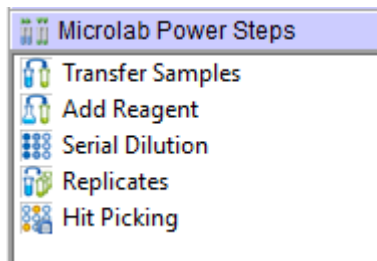 Microlab Power Steps
Transfer Samples
Add Reagent
Serial Dilution
Replicates
Hit Picking